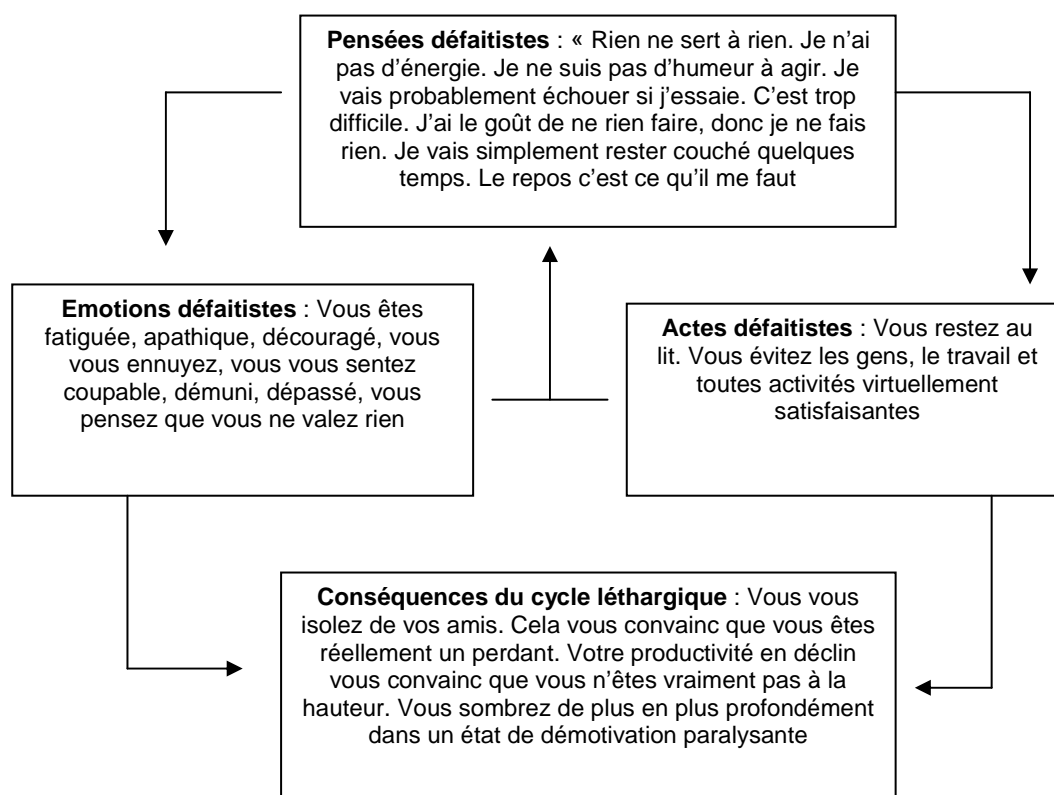 Pensées défaitistes : « Rien ne sert à rien. Je n’ai
pas d’énergie. Je ne suis pas d’humeur à agir. Je
vais probablement échouer si j’essaie. C’est trop
difficile. J’ai le goût de ne rien faire, donc je ne fais
rien. Je vais simplement rester couché quelques
temps. Le repos c’est ce qu’il me faut
Emotions défaitistes : Vous êtes
fatiguée, apathique, découragé, vous
vous ennuyez, vous vous sentez
coupable, démuni, dépassé, vous
pensez que vous ne valez rien
Actes défaitistes : Vous restez au
lit. Vous évitez les gens, le travail et
toutes activités virtuellement
satisfaisantes
Conséquences du cycle léthargique : Vous vous
isolez de vos amis. Cela vous convainc que vous êtes
réellement un perdant. Votre productivité en déclin
vous convainc que vous n’êtes vraiment pas à la
hauteur. Vous sombrez de plus en plus profondément
dans un état de démotivation paralysante